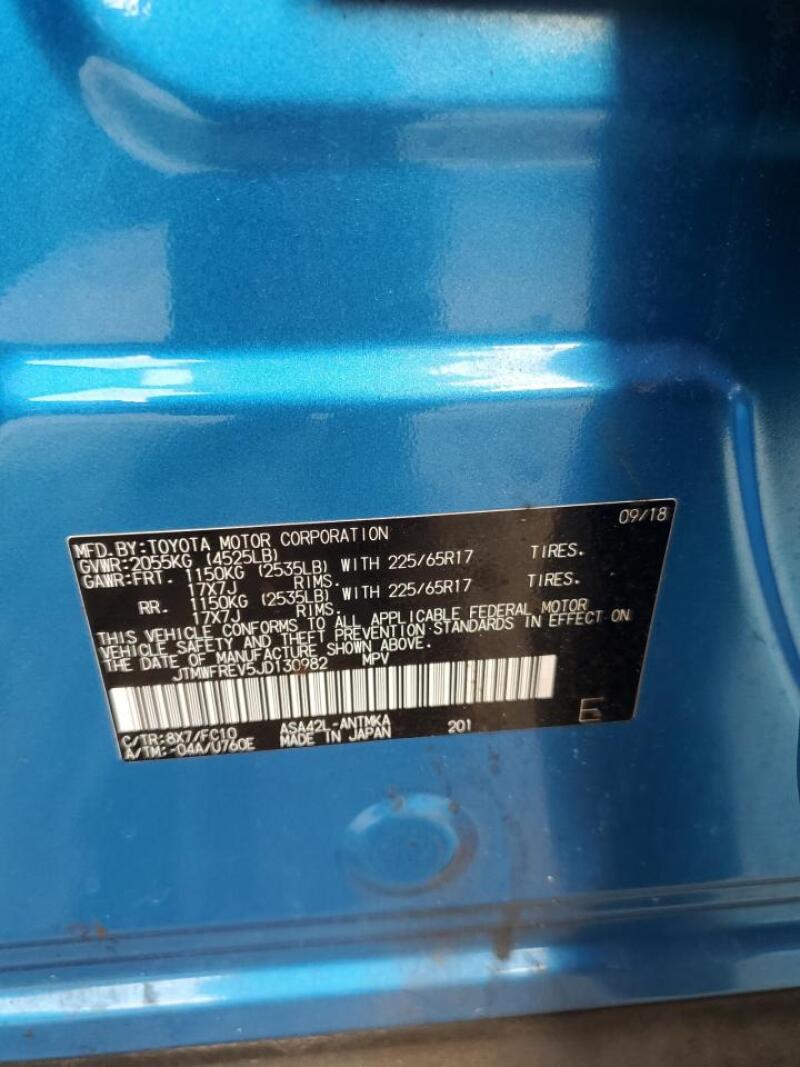 09/18
MFD.BY:TOYOTA MOTOR CORPORATION
GVWR:2055KG (4525LB)
GAWR:FRT. 1150KG (2535LB) WITH 225/65R17 TIRES.
17X7J RIMS.
RR. 1150KG (2535LB) WITH 225/65R17 TIRES.
17X7J RIMS.
THIS VEHICLE CONFORMS TO ALL APPLICABLE FEDERAL MOTOR
VEHICLE SAFETY AND THEFT PREVENTION STANDARDS IN EFFECT ON
THE DATE OF MANUFACTURE SHOWN ABOVE.
JTMWFREV5JD130982 MPV
C/TR:8X7/FC10 ASA42L-ANTMKA 201 E
A/TM:-04A/U760E MADE IN JAPAN